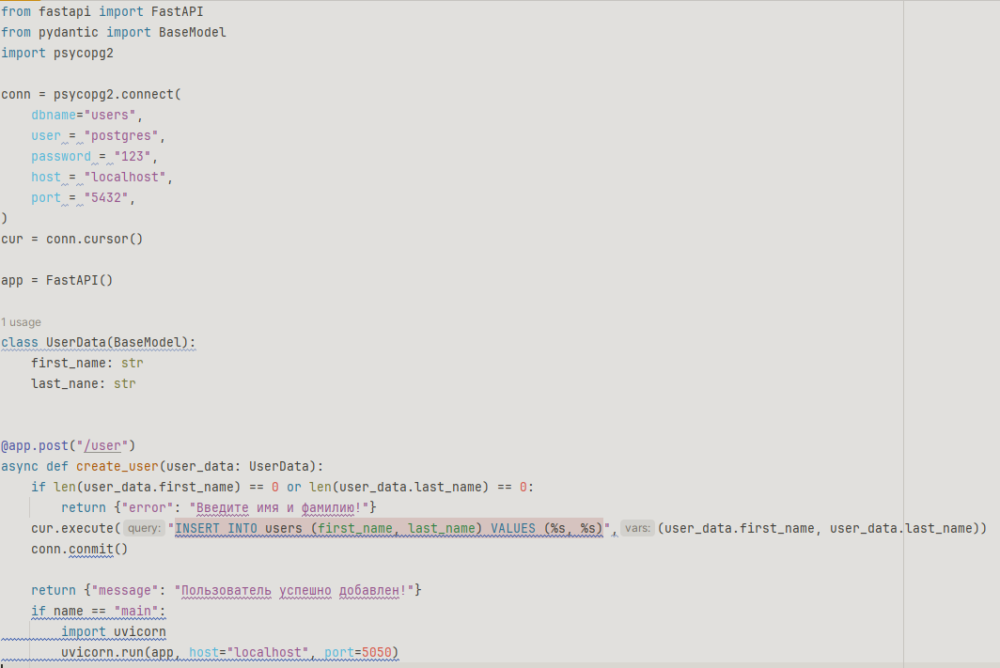 from fastapi import FastAPI
from pydantic import BaseModel
import psycopg2
conn = psycopg2.connect(
dbname="users",
user = "postgres",
password = "123",
host = "localhost",
port = "5432",
)
cur = conn.cursor()
app = FastAPI()
1 usage
class UserData(BaseModel):
first_name: str
last_nane: str
@app.post("/user")
async def create_user(user_data: UserData):
if len(user_data.first_name) == 0 or len(user_data.last_name) == 0:
return {"error": "Введите имя и фамилию!"}
cur.execute( query: "INSERT INTO users (first_name, last_name) VALUES (%s, %s)", vars: (user_data.first_name, user_data.last_name))
conn.conmit()
return {"message": "Пользователь успешно добавлен!"}
if name == "main":
import uvicorn
uvicorn.run(app, host="localhost", port=5050)